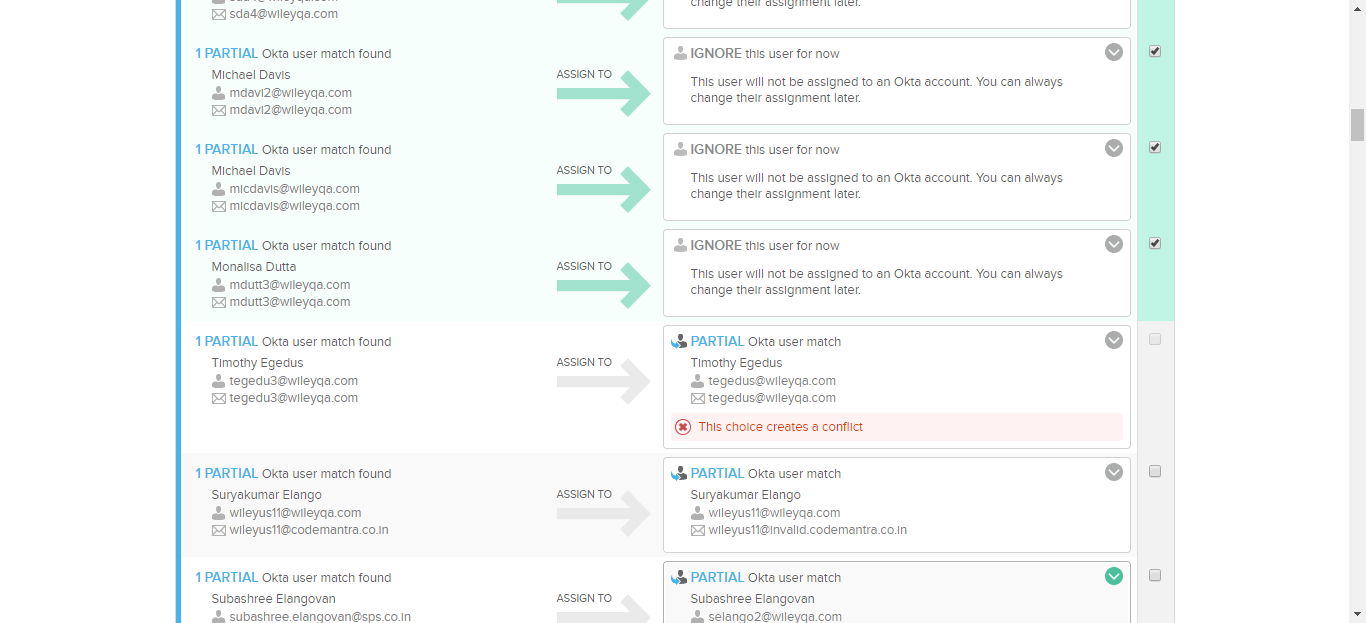 sda4@wileyqa.com
change their assignment later.
1 PARTIAL Okta user match found
Michael Davis
mdavi2@wileyqa.com
mdavi2@wileyqa.com
ASSIGN TO
IGNORE this user for now
This user will not be assigned to an Okta account. You can always
change their assignment later.
1 PARTIAL Okta user match found
Michael Davis
micdavis@wileyqa.com
micdavis@wileyqa.com
ASSIGN TO
IGNORE this user for now
This user will not be assigned to an Okta account. You can always
change their assignment later.
1 PARTIAL Okta user match found
Monalisa Dutta
mdutt3@wileyqa.com
mdutt3@wileyqa.com
ASSIGN TO
IGNORE this user for now
This user will not be assigned to an Okta account. You can always
change their assignment later.
1 PARTIAL Okta user match found
Timothy Egedus
tegedu3@wileyqa.com
tegedu3@wileyqa.com
ASSIGN TO
PARTIAL Okta user match
Timothy Egedus
tegedus@wileyqa.com
tegedus@wileyqa.com
This choice creates a conflict
1 PARTIAL Okta user match found
Suryakumar Elango
wileyus11@wileyqa.com
wileyus11@codemantra.co.in
ASSIGN TO
PARTIAL Okta user match
Suryakumar Elango
wileyus11@wileyqa.com
wileyus11@invalid.codemantra.co.in
1 PARTIAL Okta user match found
Subashree Elangovan
subashree.elangovan@sps.co.in
ASSIGN TO
PARTIAL Okta user match
Subashree Elangovan
selango2@wileyqa.com